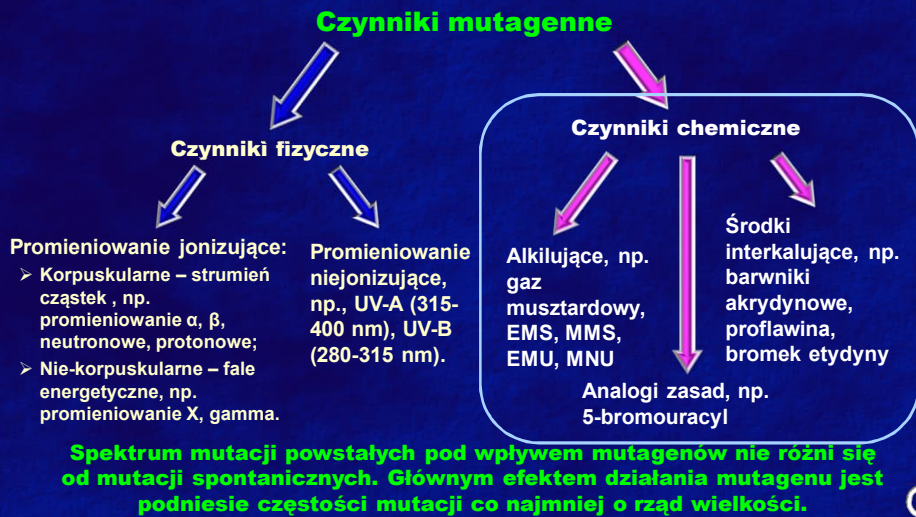 Czynniki mutagenne
Czynniki fizyczne
Czynniki chemiczne
Promieniowanie jonizujące:
➢ Korpuskularne – strumień
cząstek , np.
promieniowanie α, β,
neutronowe, protonowe;
➢ Nie-korpuskularne – fale
energetyczne, np.
promieniowanie X, gamma.
Promieniowanie
niejonizujące,
np., UV-A (315-
400 nm), UV-B
(280-315 nm).
Alkilujące, np.
gaz
musztardowy,
EMS, MMS,
EMU, MNU
Analogi zasad, np.
5-bromouracyl
Środki
interkalujące, np.
barwniki
akrydynowe,
proflawina,
bromek etydyny
Spektrum mutacji powstałych pod wpływem mutagenów nie różni się
od mutacji spontanicznych. Głównym efektem działania mutagenu jest
podniesie częstości mutacji co najmniej o rząd wielkości.